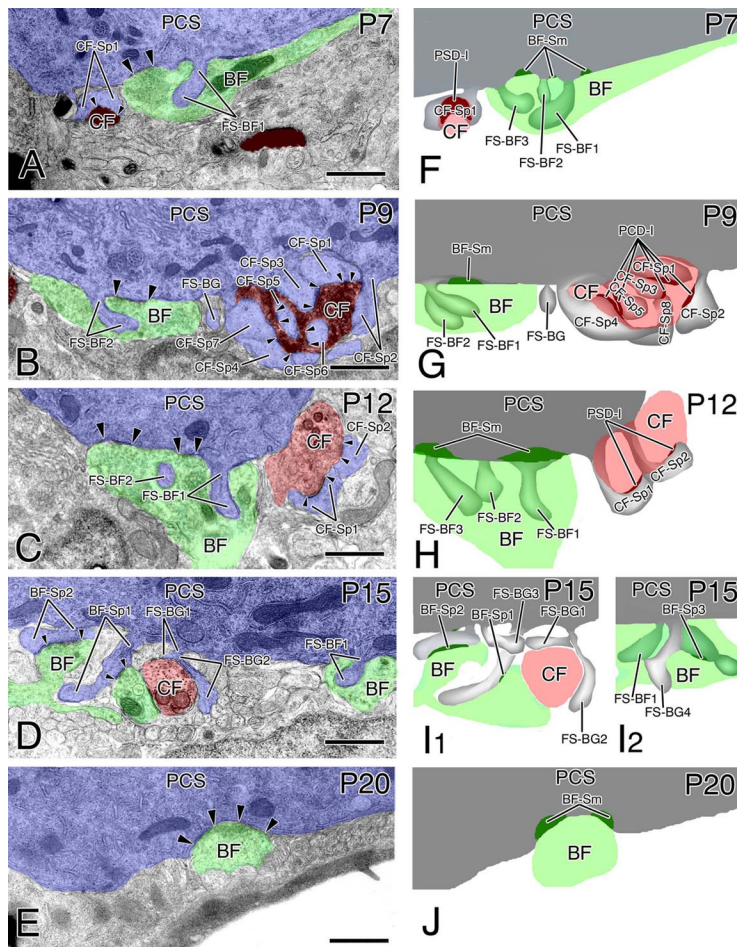 PCS
P7
CF-Sp1
BF
CF
FS-BF1
A
PCS
P7
BF-Sm
PSD-I
BF
CF-Sp1
CF
FS-BF3
FS-BF1
FS-BF2
F
PCS
P9
CF-Sp1
CF-Sp3
CF-Sp5
FS-BG
CF
BF
FS-BF2
CF-Sp7
CF-Sp2
CF-Sp4
CF-Sp6
B
PCS
P9
PCD-I
BF-Sm
CF-Sp1
CF-Sp3
BF
CF
CF-Sp5
CF-Sp8
CF-Sp2
CF-Sp4
FS-BF2
FS-BF1
FS-BG
G
PCS
P12
CF
CF-Sp2
FS-BF2
FS-BF1
CF-Sp1
BF
C
PCS
P12
CF
BF-Sm
PSD-I
CF-Sp2
CF-Sp1
FS-BF3
FS-BF2
FS-BF1
BF
H
PCS
P15
BF-Sp2
BF-Sp1
FS-BG1
FS-BF1
BF
FS-BG2
CF
BF
D
PCS
P15
FS-BG3
BF-Sp2
BF-Sp1
FS-BG1
BF
CF
FS-BG2
I1
PCS
P15
BF-Sp3
BF
FS-BF1
FS-BG4
I2
PCS
P20
BF
E
PCS
P20
BF-Sm
BF
J